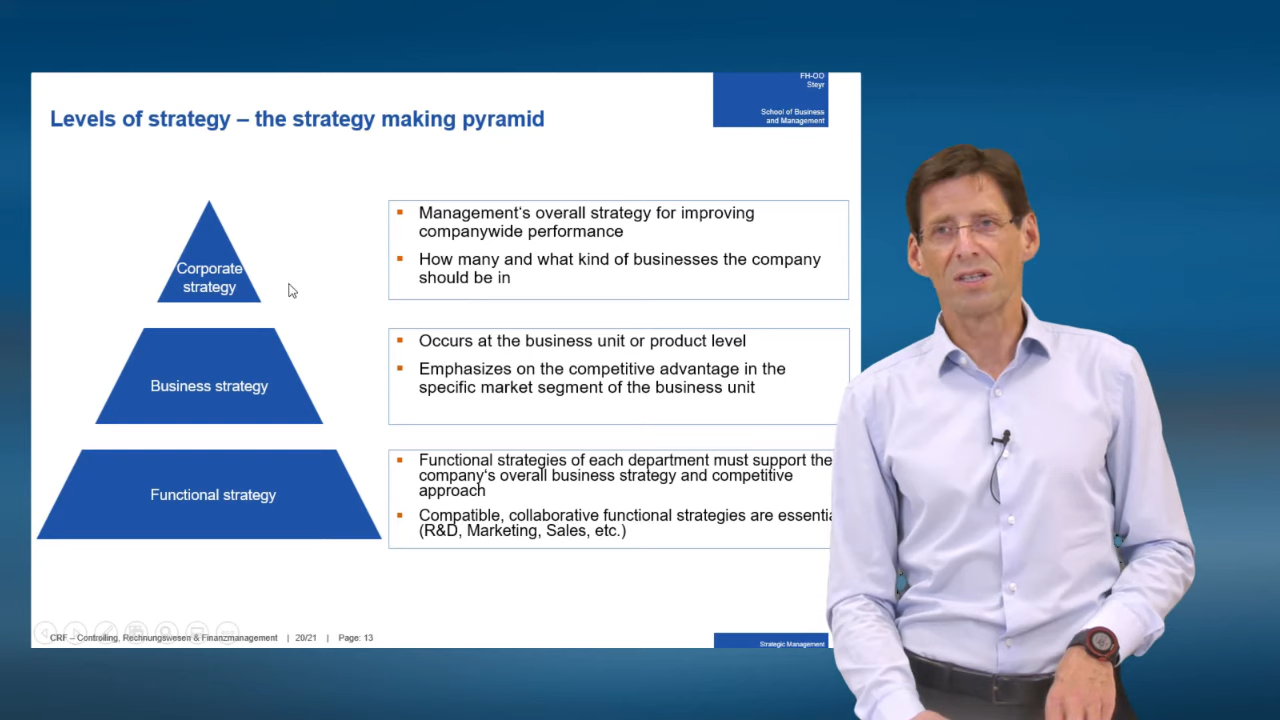 FH-OO
Steyr
School of Business
and Management
Levels of strategy – the strategy making pyramid
Corporate
strategy
▪ Management‘s overall strategy for improving
companywide performance
▪ How many and what kind of businesses the company
should be in
Business strategy
▪ Occurs at the business unit or product level
▪ Emphasizes on the competitive advantage in the
specific market segment of the business unit
Functional strategy
▪ Functional strategies of each department must support the
company‘s overall business strategy and competitive
approach
▪ Compatible, collaborative functional strategies are essentia
(R&D, Marketing, Sales, etc.)
CRF – Controlling, Rechnungswesen & Finanzmanagement | 20/21 | Page: 13
Strategic Management